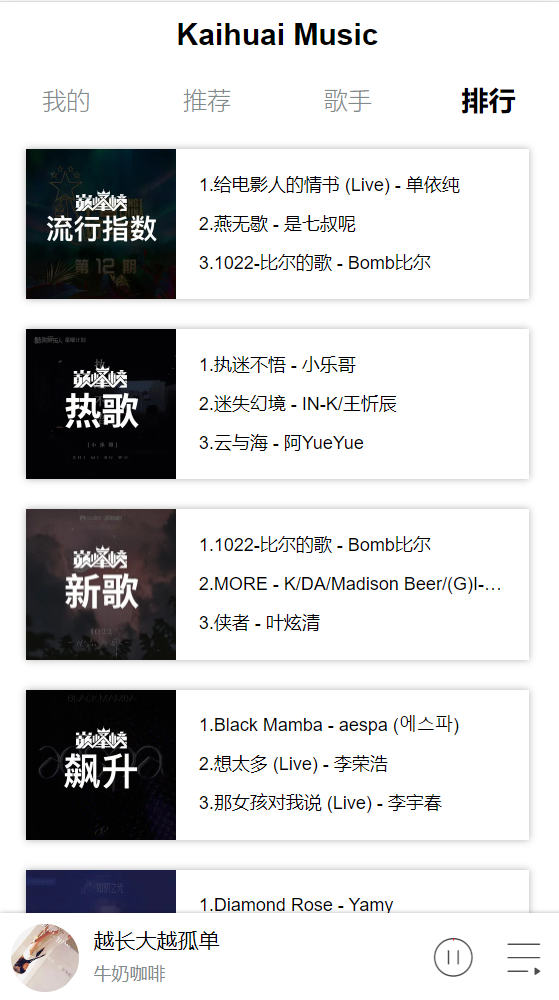 Kaihuai Music
我的 推荐 歌手 排行
巅峰榜
流行指数
第 12 期
1.给电影人的情书 (Live) - 单依纯
2.燕无歇 - 是七叔呢
3.1022-比尔的歌 - Bomb比尔
巅峰榜
热歌
1.执迷不悟 - 小乐哥
2.迷失幻境 - IN-K/王忻辰
3.云与海 - 阿YueYue
巅峰榜
新歌
1022
1.1022-比尔的歌 - Bomb比尔
2.MORE - K/DA/Madison Beer/(G)I-...
3.侠者 - 叶炫清
BLACK MAMBA
巅峰榜
飙升
1.Black Mamba - aespa (에스파)
2.想太多 (Live) - 李荣浩
3.那女孩对我说 (Live) - 李宇春
1.Diamond Rose - Yamy
越长大越孤单
牛奶咖啡